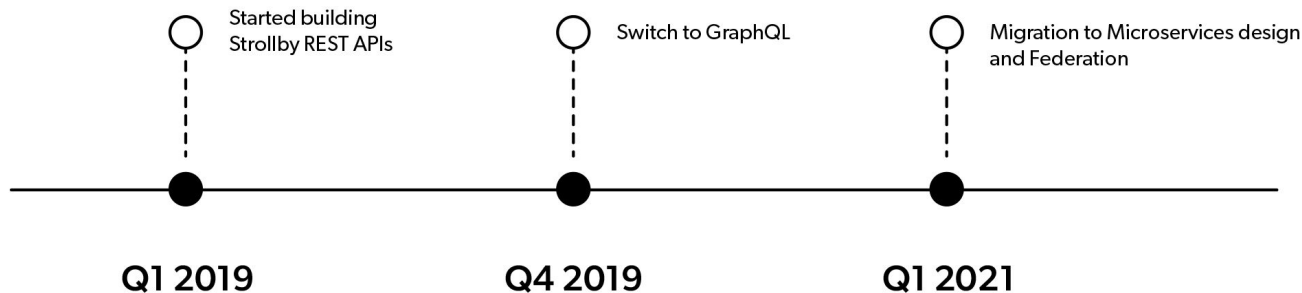 Started building
Strollby REST APIs
Switch to GraphQL
Migration to Microservices design
and Federation
Q1 2019
Q4 2019
Q1 2021